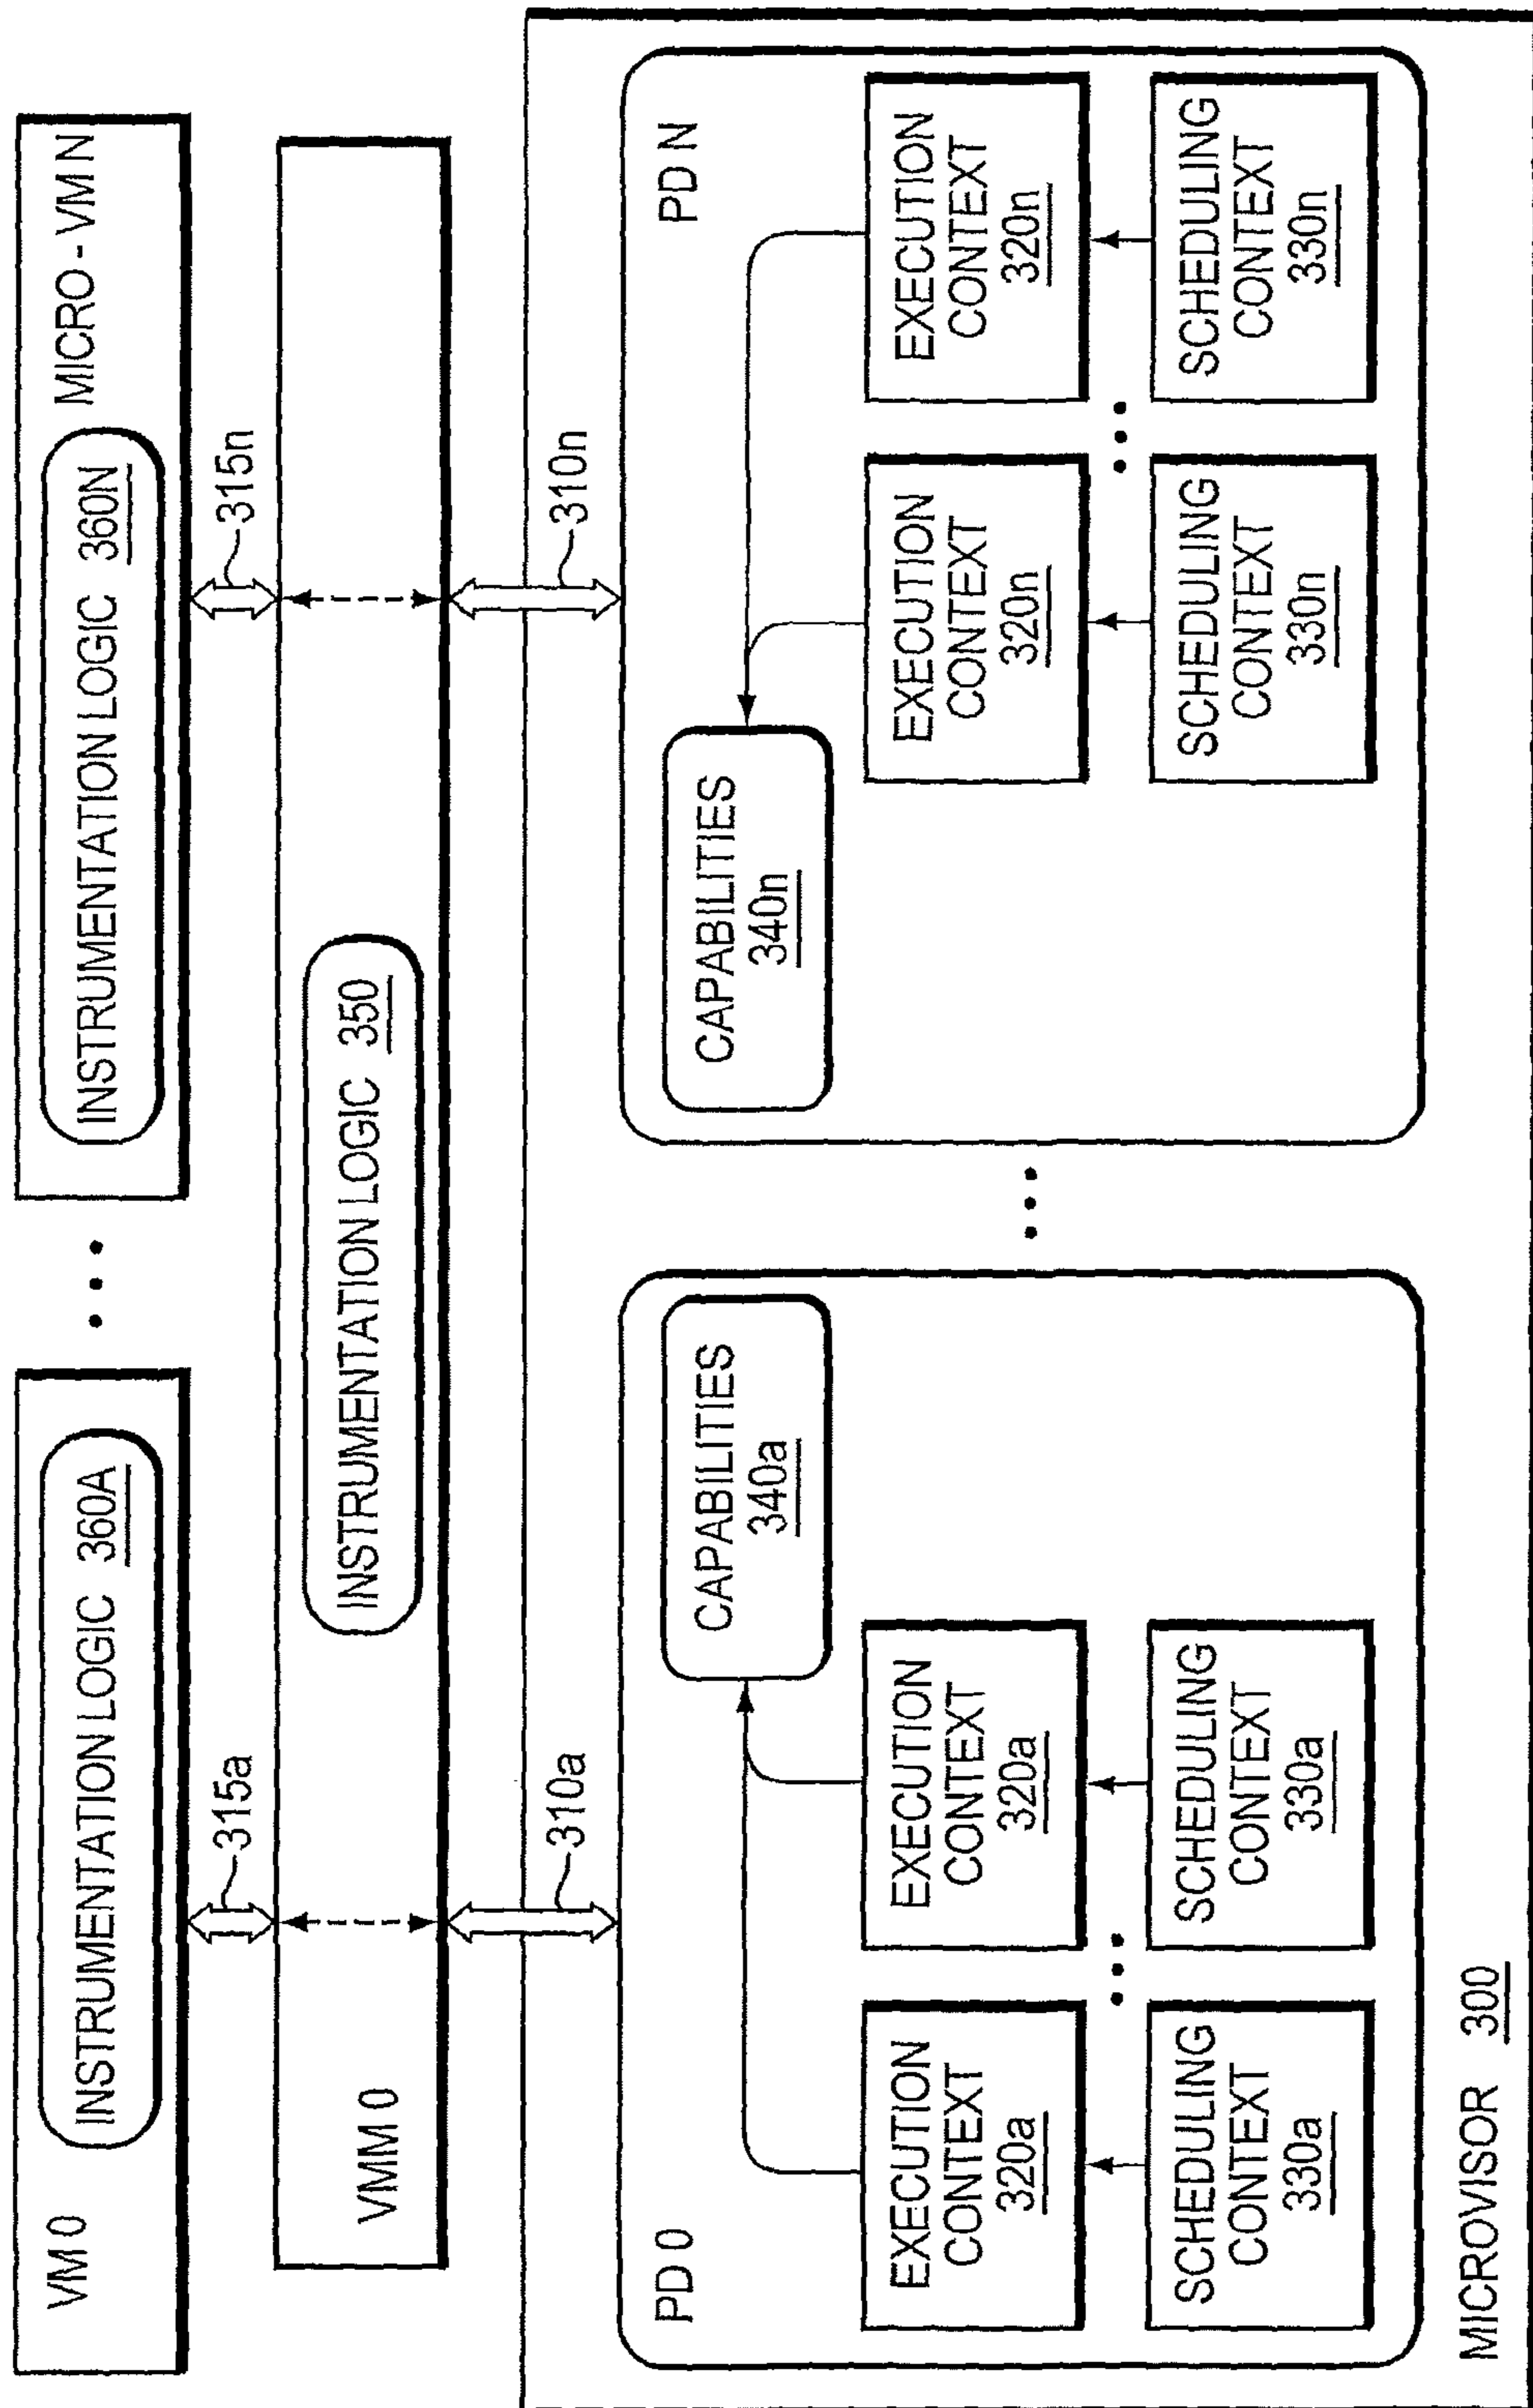 VM 0
INSTRUMENTATION LOGIC 360A
• • •
INSTRUMENTATION LOGIC 360N
MICRO - VM N
315a
315n
VMM 0
INSTRUMENTATION LOGIC 350
310a
310n
PD 0
CAPABILITIES
340a
EXECUTION
CONTEXT
320a
• • •
EXECUTION
CONTEXT
320a
SCHEDULING
CONTEXT
330a
SCHEDULING
CONTEXT
330a
• • •
PD N
CAPABILITIES
340n
EXECUTION
CONTEXT
320n
• • •
EXECUTION
CONTEXT
320n
SCHEDULING
CONTEXT
330n
SCHEDULING
CONTEXT
330n
MICROVISOR 300